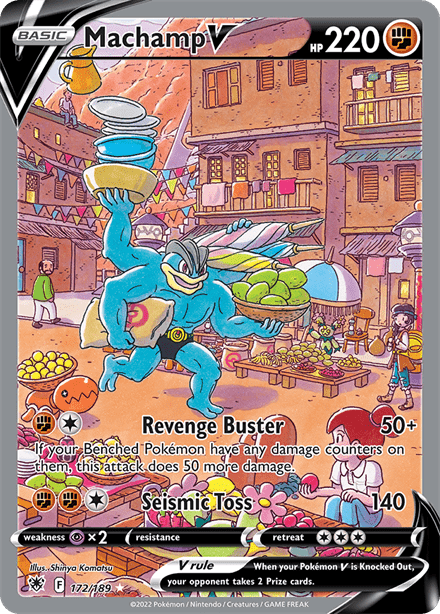 BASIC Machamp V HP 220
Revenge Buster 50+
If your Benched Pokémon have any damage counters on
them, this attack does 50 more damage.
Seismic Toss 140
weakness ×2 resistance retreat
Illus. Shinya Komatsu
V rule When your Pokémon V is Knocked Out,
your opponent takes 2 Prize cards.
F 172/189
©2022 Pokémon / Nintendo / Creatures / GAME FREAK